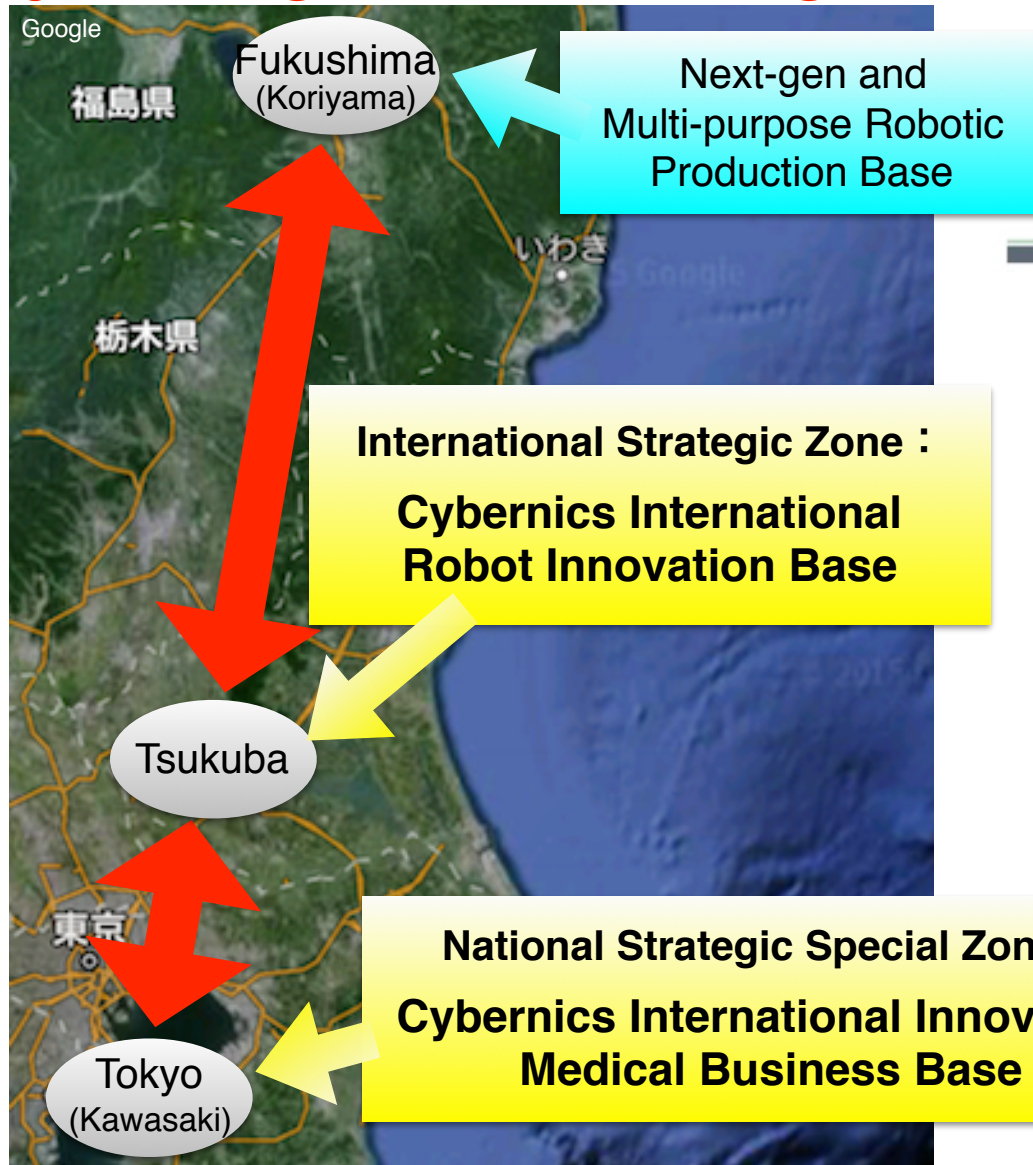 Google
Fukushima
(Koriyama)
福島県
Next-gen and
Multi-purpose Robotic
Production Base
いわき
Google
栃木県
International Strategic Zone：
Cybernics International
Robot Innovation Base
2015
Tsukuba
東京
National Strategic Special Zon
Cybernics International Innov
Medical Business Base
Tokyo
(Kawasaki)